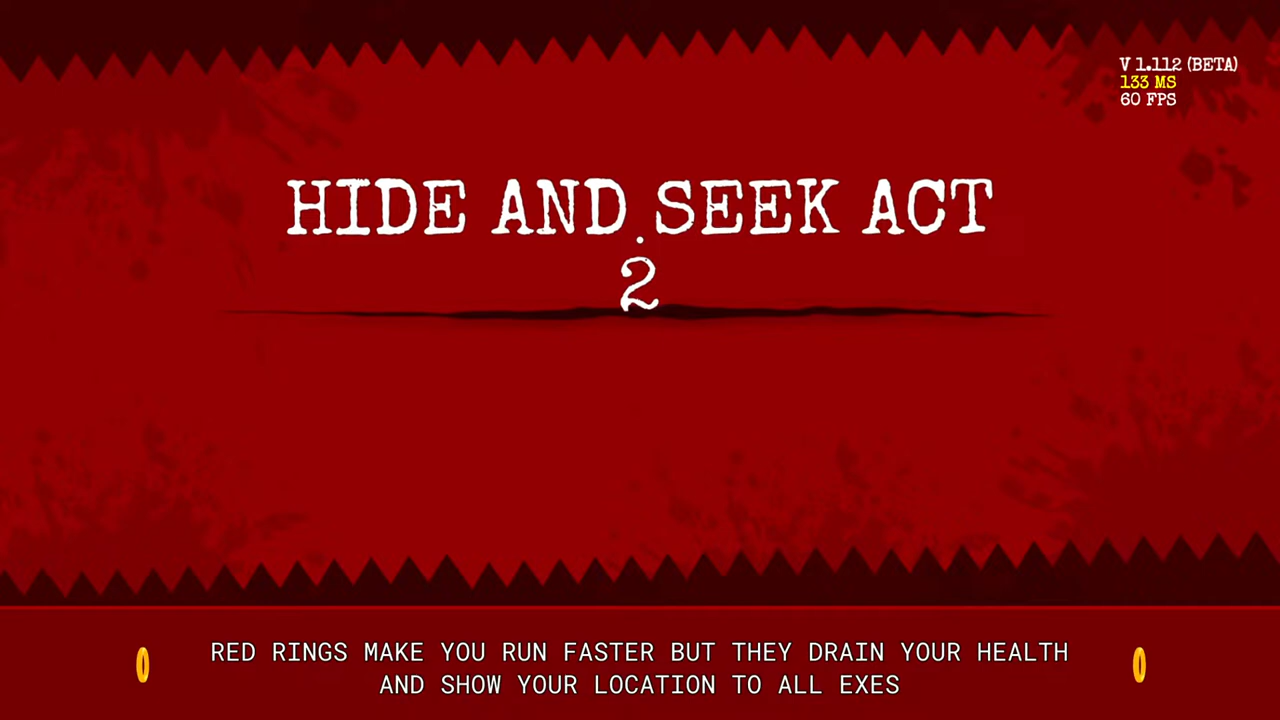 V 1.112 (BETA)
133 MS
60 FPS
HIDE AND SEEK ACT
2
RED RINGS MAKE YOU RUN FASTER BUT THEY DRAIN YOUR HEALTH
AND SHOW YOUR LOCATION TO ALL EXES